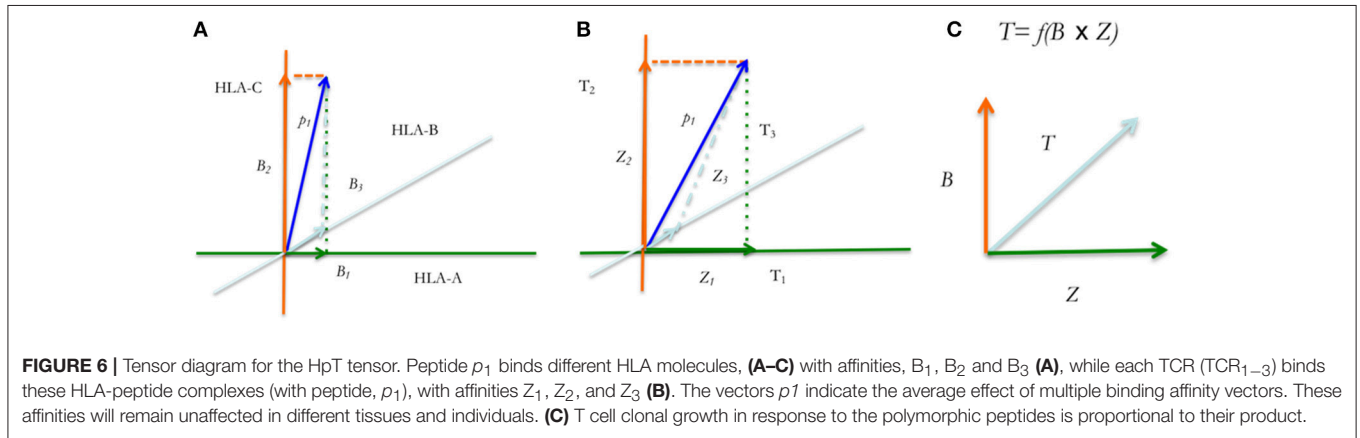 A
HLA-C
p1
HLA-B
B2
B3
B1
HLA-A
B
T2
p1
T3
Z2
Z3
Z1
T1
C
T= f(B x Z)
B
T
Z
FIGURE 6 | Tensor diagram for the HpT tensor. Peptide p1 binds different HLA molecules, (A–C) with affinities, B1, B2 and B3 (A), while each TCR (TCR1–3) binds
these HLA-peptide complexes (with peptide, p1), with affinities Z1, Z2, and Z3 (B). The vectors p1 indicate the average effect of multiple binding affinity vectors. These
affinities will remain unaffected in different tissues and individuals. (C) T cell clonal growth in response to the polymorphic peptides is proportional to their product.